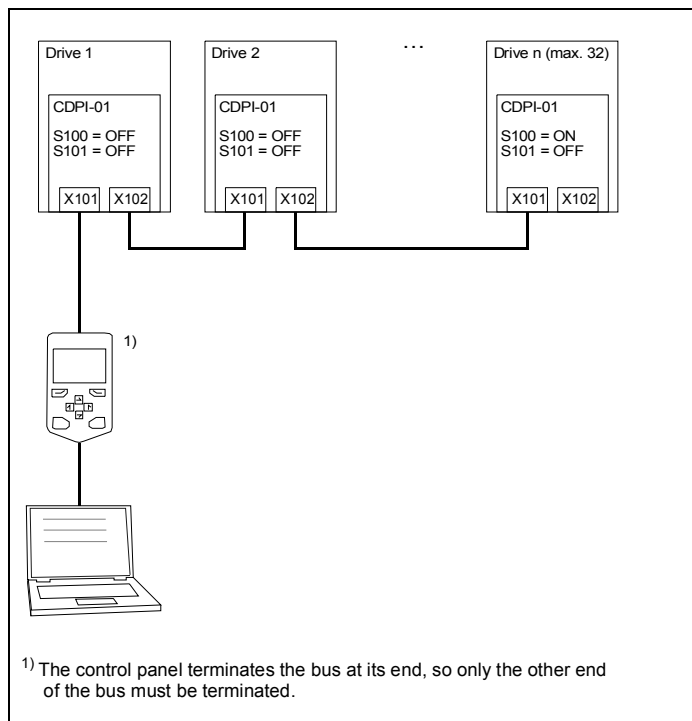 Drive 1
CDPI-01
S100 = OFF
S101 = OFF
X101 X102
Drive 2
CDPI-01
S100 = OFF
S101 = OFF
X101 X102
...
Drive n (max. 32)
CDPI-01
S100 = ON
S101 = OFF
X101 X102
1)
1) The control panel terminates the bus at its end, so only the other end
of the bus must be terminated.